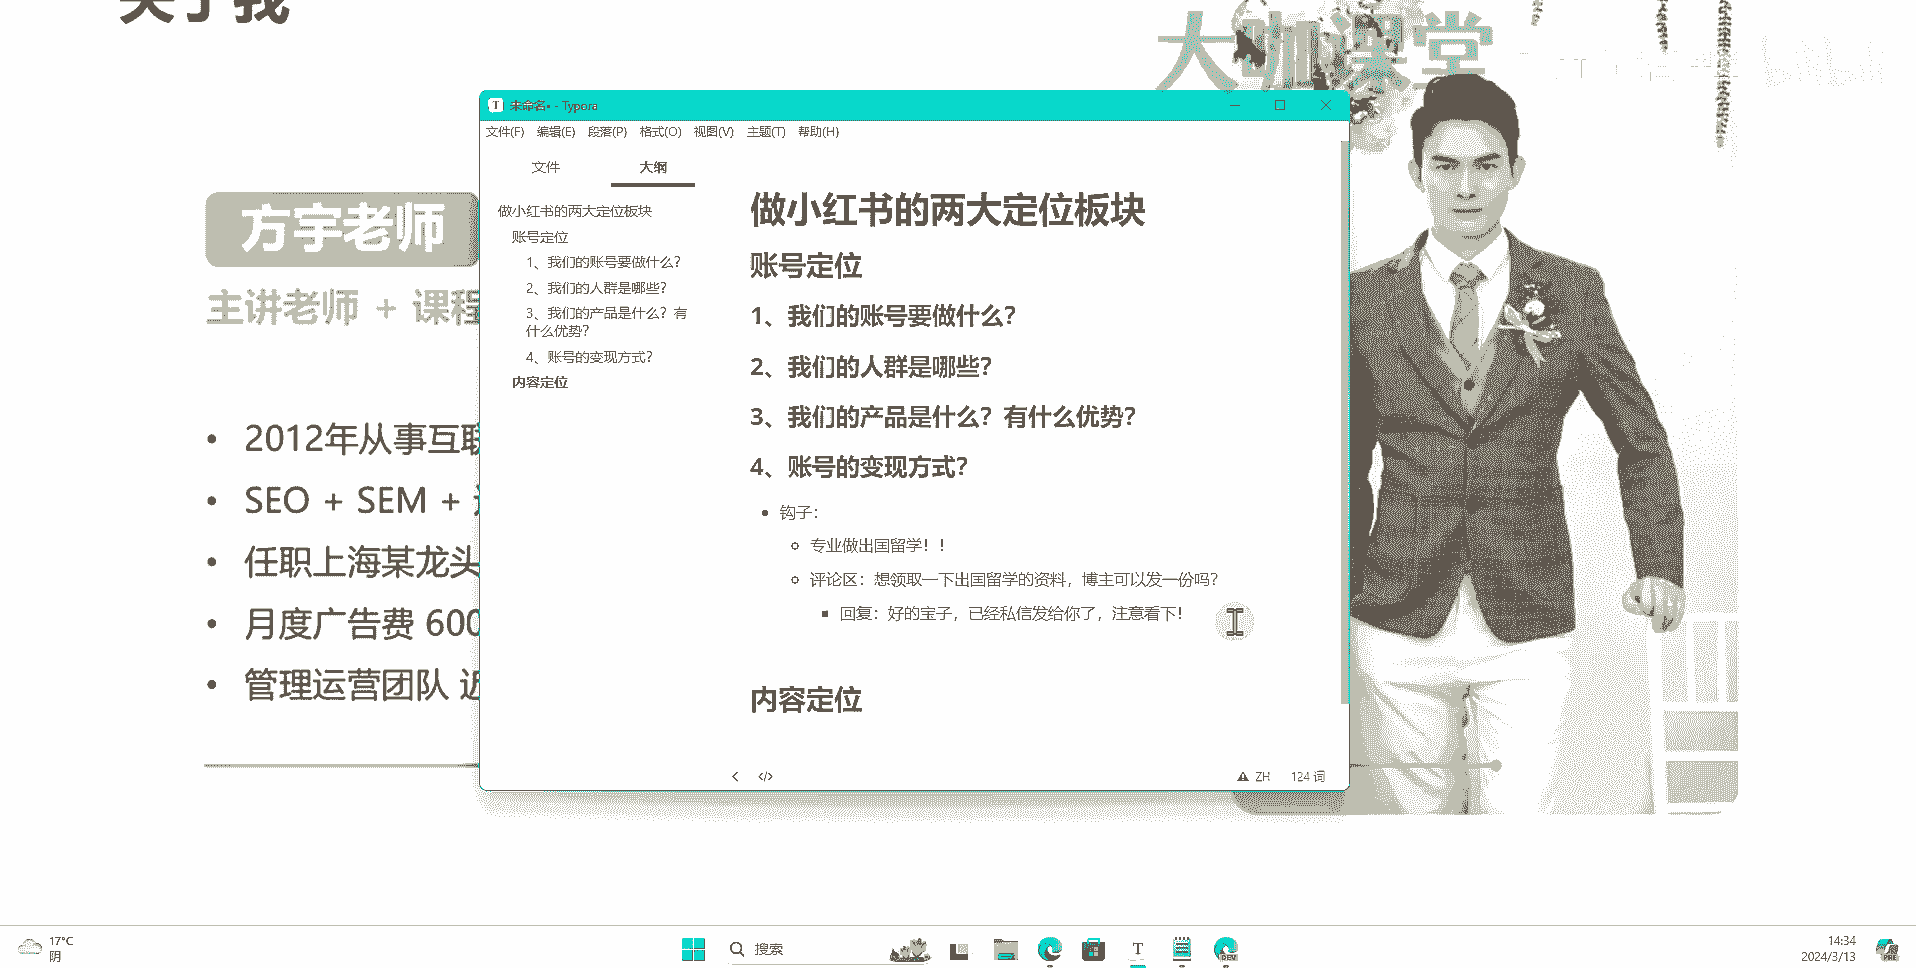 关于我
大咖课堂
bilibili
未命名• - Typora
文件(F) 编辑(E) 段落(P) 格式(O) 视图(V) 主题(T) 帮助(H)
文件 大纲
做小红书的两大定位板块
账号定位
1、我们的账号要做什么？
2、我们的人群是哪些？
3、我们的产品是什么？有
什么优势？
4、账号的变现方式？
内容定位
做小红书的两大定位板块
账号定位
1、我们的账号要做什么？
2、我们的人群是哪些？
3、我们的产品是什么？有什么优势？
4、账号的变现方式？
• 钩子：
专业做出国留学！！
评论区：想领取一下出国留学的资料，博主可以发一份吗？
回复：好的宝子，已经私信发给你了，注意看下！
内容定位
ZH 124 词
方宇老师
主讲老师 + 课程
• 2012年从事互联
• SEO + SEM +
• 任职上海某龙头
• 月度广告费 600
• 管理运营团队 近
17°C
阴
搜索
DEV
14:34
2024/3/13
PRE